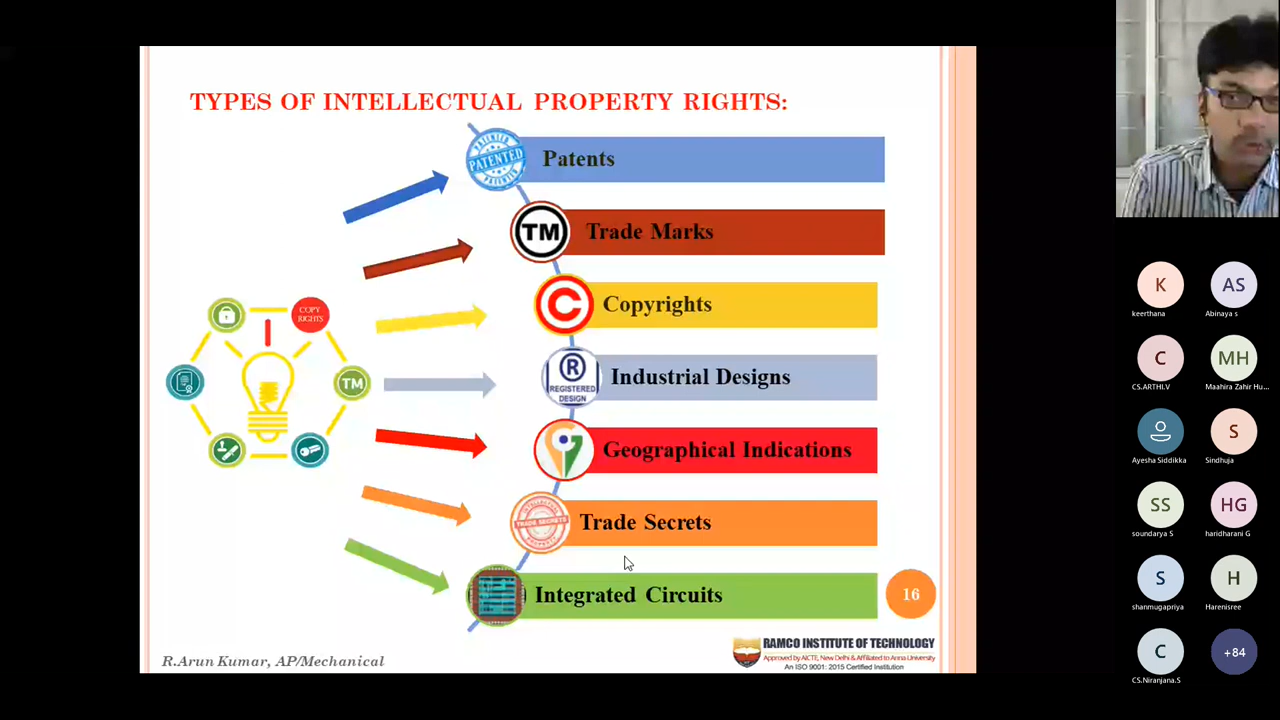 TYPES OF INTELLECTUAL PROPERTY RIGHTS:
PATENTED
Patents
TM
Trade Marks
C
Copyrights
R
REGISTERED
DESIGN
Industrial Designs
Geographical Indications
TRADE SECRETS
Trade Secrets
Integrated Circuits
COPY
RIGHTS
TM
16
R.Arun Kumar, AP/Mechanical
RAMCO INSTITUTE OF TECHNOLOGY
Approved by AICTE, New Delhi & Affiliated to Anna University
An ISO 9001: 2015 Certified Institution
K
keerthana
AS
Abinaya s
C
CS.ARTHI.V
MH
Maahira Zahir Hu...
Ayesha Siddikka
S
Sindhuja
SS
soundarya S
HG
haridharani G
S
shanmugapriya
H
Harenisree
C
CS.Niranjana.S
+84